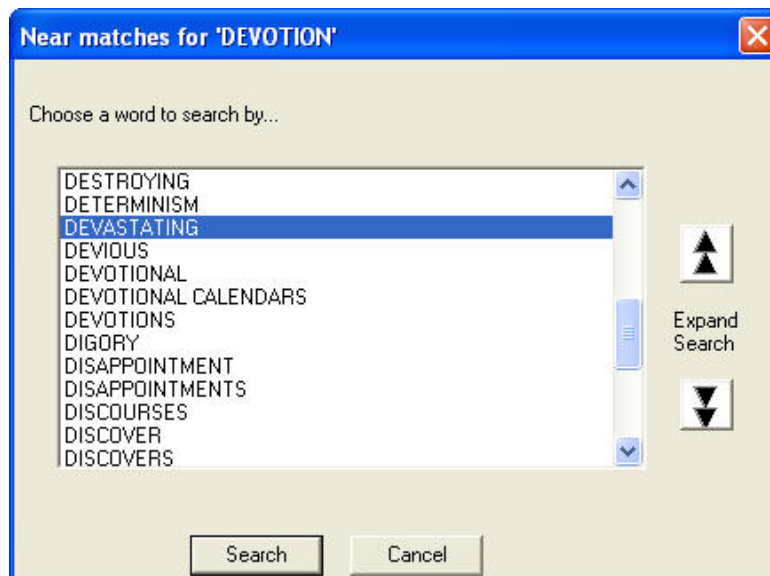 Near matches for 'DEVOTION'
Choose a word to search by...
DESTROYING
DETERMINISM
DEVASTATING
DEVIOUS
DEVOTIONAL
DEVOTIONAL CALENDARS
DEVOTIONS
DIGORY
DISAPPOINTMENT
DISAPPOINTMENTS
DISCOURSES
DISCOVER
DISCOVERS
Expand
Search
Search
Cancel